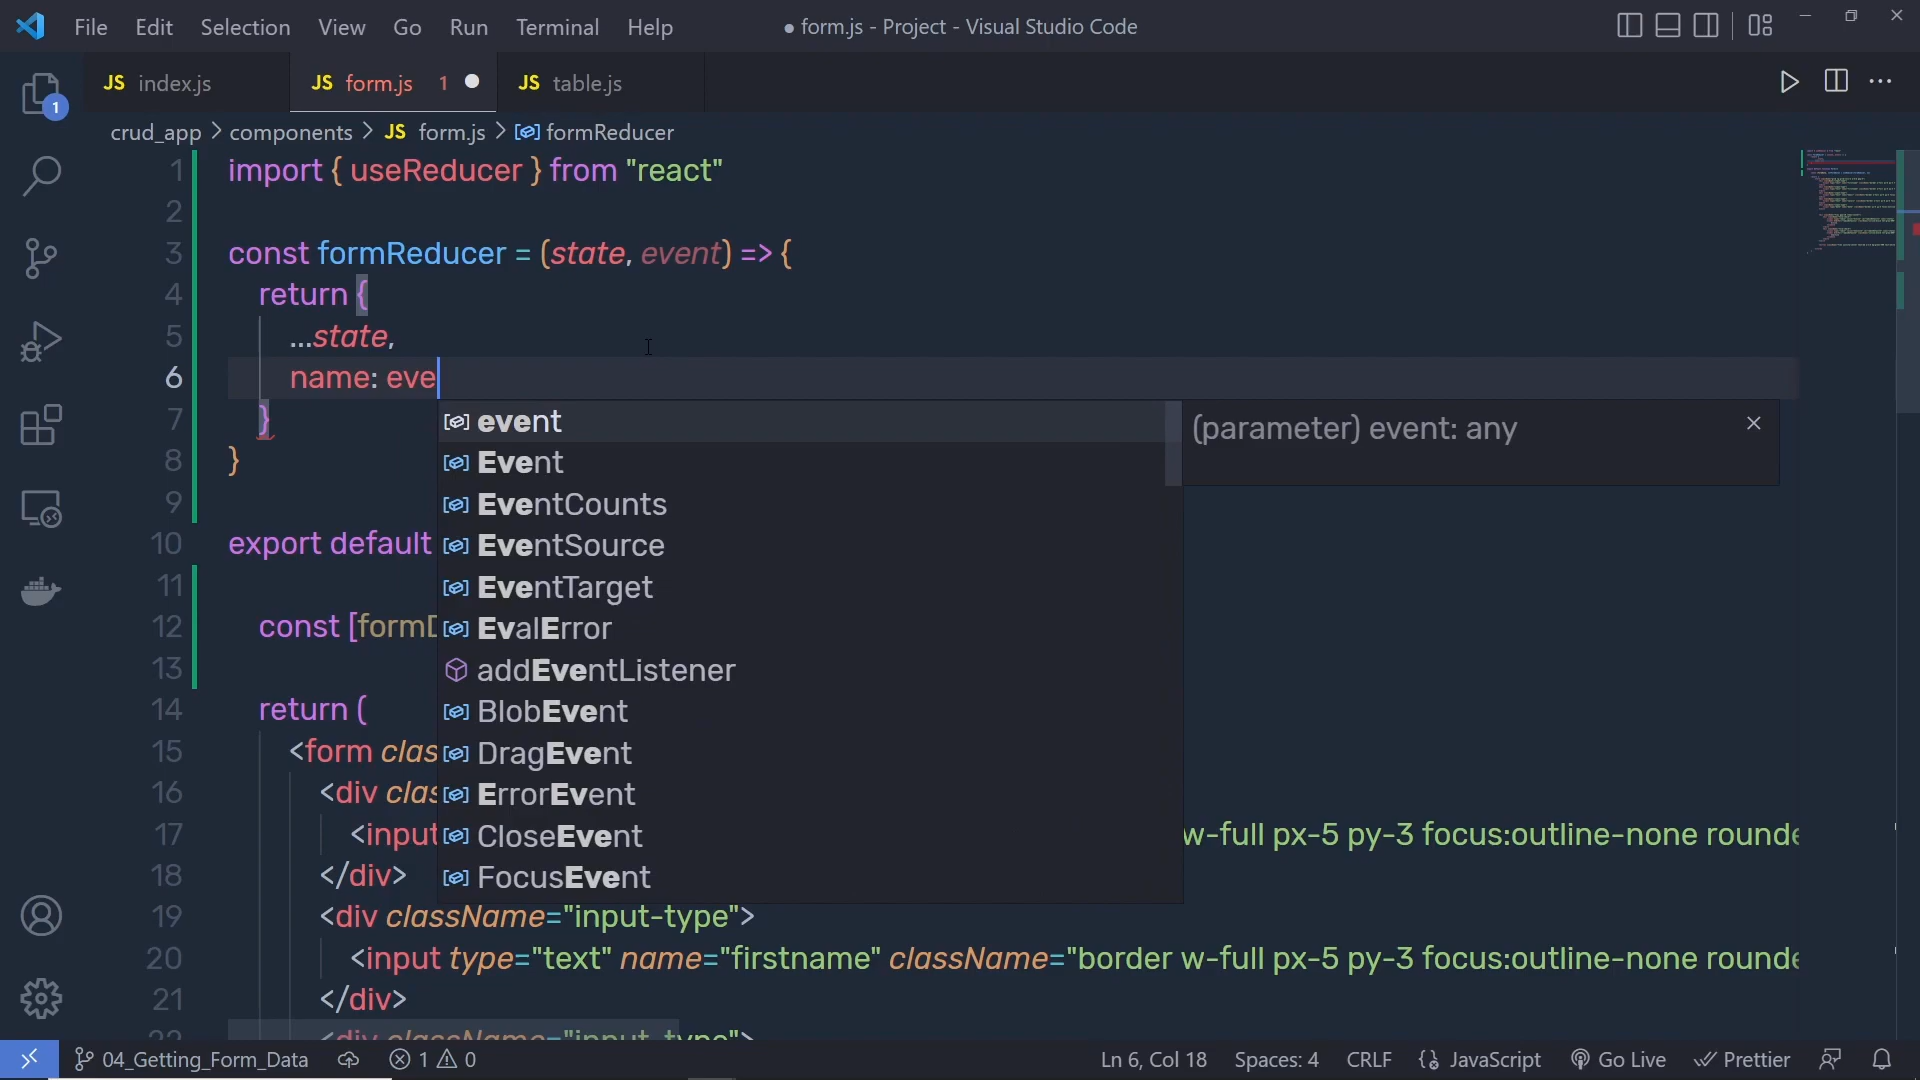 File Edit Selection View Go Run Terminal Help ● form.js - Project - Visual Studio Code
JS index.js JS form.js 1 ● JS table.js
1
crud_app > components > JS form.js > formReducer
1 import { useReducer } from "react"
2
3 const formReducer = (state, event) => {
4 return {
5 ...state,
6 name: eve
7 }
8 }
9
10 export default
11
12 const [form
13
14 return (
15 <form clas
16 <div clas
17 <input w-full px-5 py-3 focus:outline-none rounde
18 </div>
19 <div className="input-type">
20 <input type="text" name="firstname" className="border w-full px-5 py-3 focus:outline-none rounde
21 </div>
22 <div className="input-type">
event
Event
EventCounts
EventSource
EventTarget
EvalError
addEventListener
BlobEvent
DragEvent
ErrorEvent
CloseEvent
FocusEvent
(parameter) event: any
04_Getting_Form_Data 1 0 Ln 6, Col 18 Spaces: 4 CRLF {} JavaScript Go Live Prettier